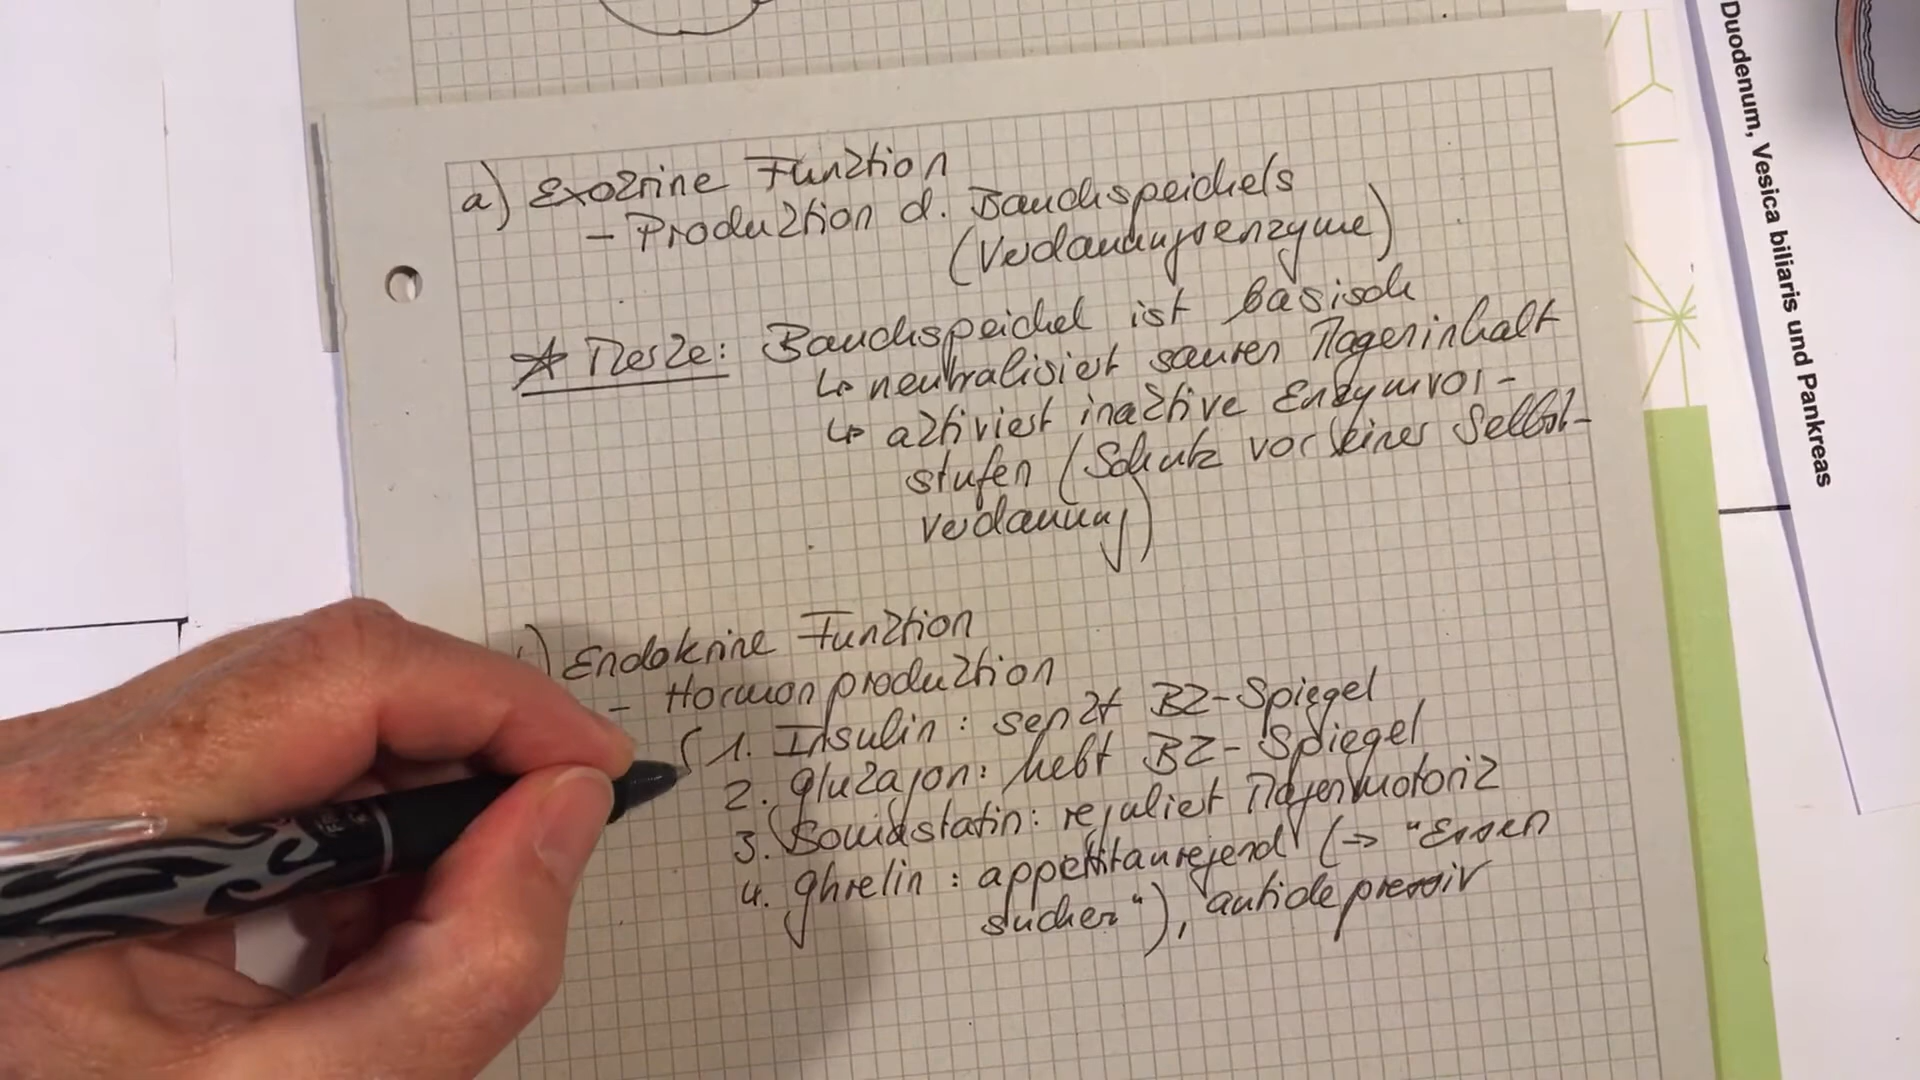 a) Exokrine Funktion
- Produktion d. Bauchspeichels
(Verdauungsenzyme)
* Merke: Bauchspeichel ist basisch
↳ neutralisiert sauren Mageninhalt
↳ aktiviert inaktive Enzymvor-
stufen (Schutz vor einer Selbst-
verdauung)
) Endokrine Funktion
- Hormonproduktion
1. Insulin: senkt BZ-Spiegel
2. Glukagon: hebt BZ-Spiegel
3. Somatostatin: reguliert Magenmotorik
4. Ghrelin: appetitanregend (→ "Essen
suchen"), antidepressiv
Duodenum, Vesica biliaris und Pankreas